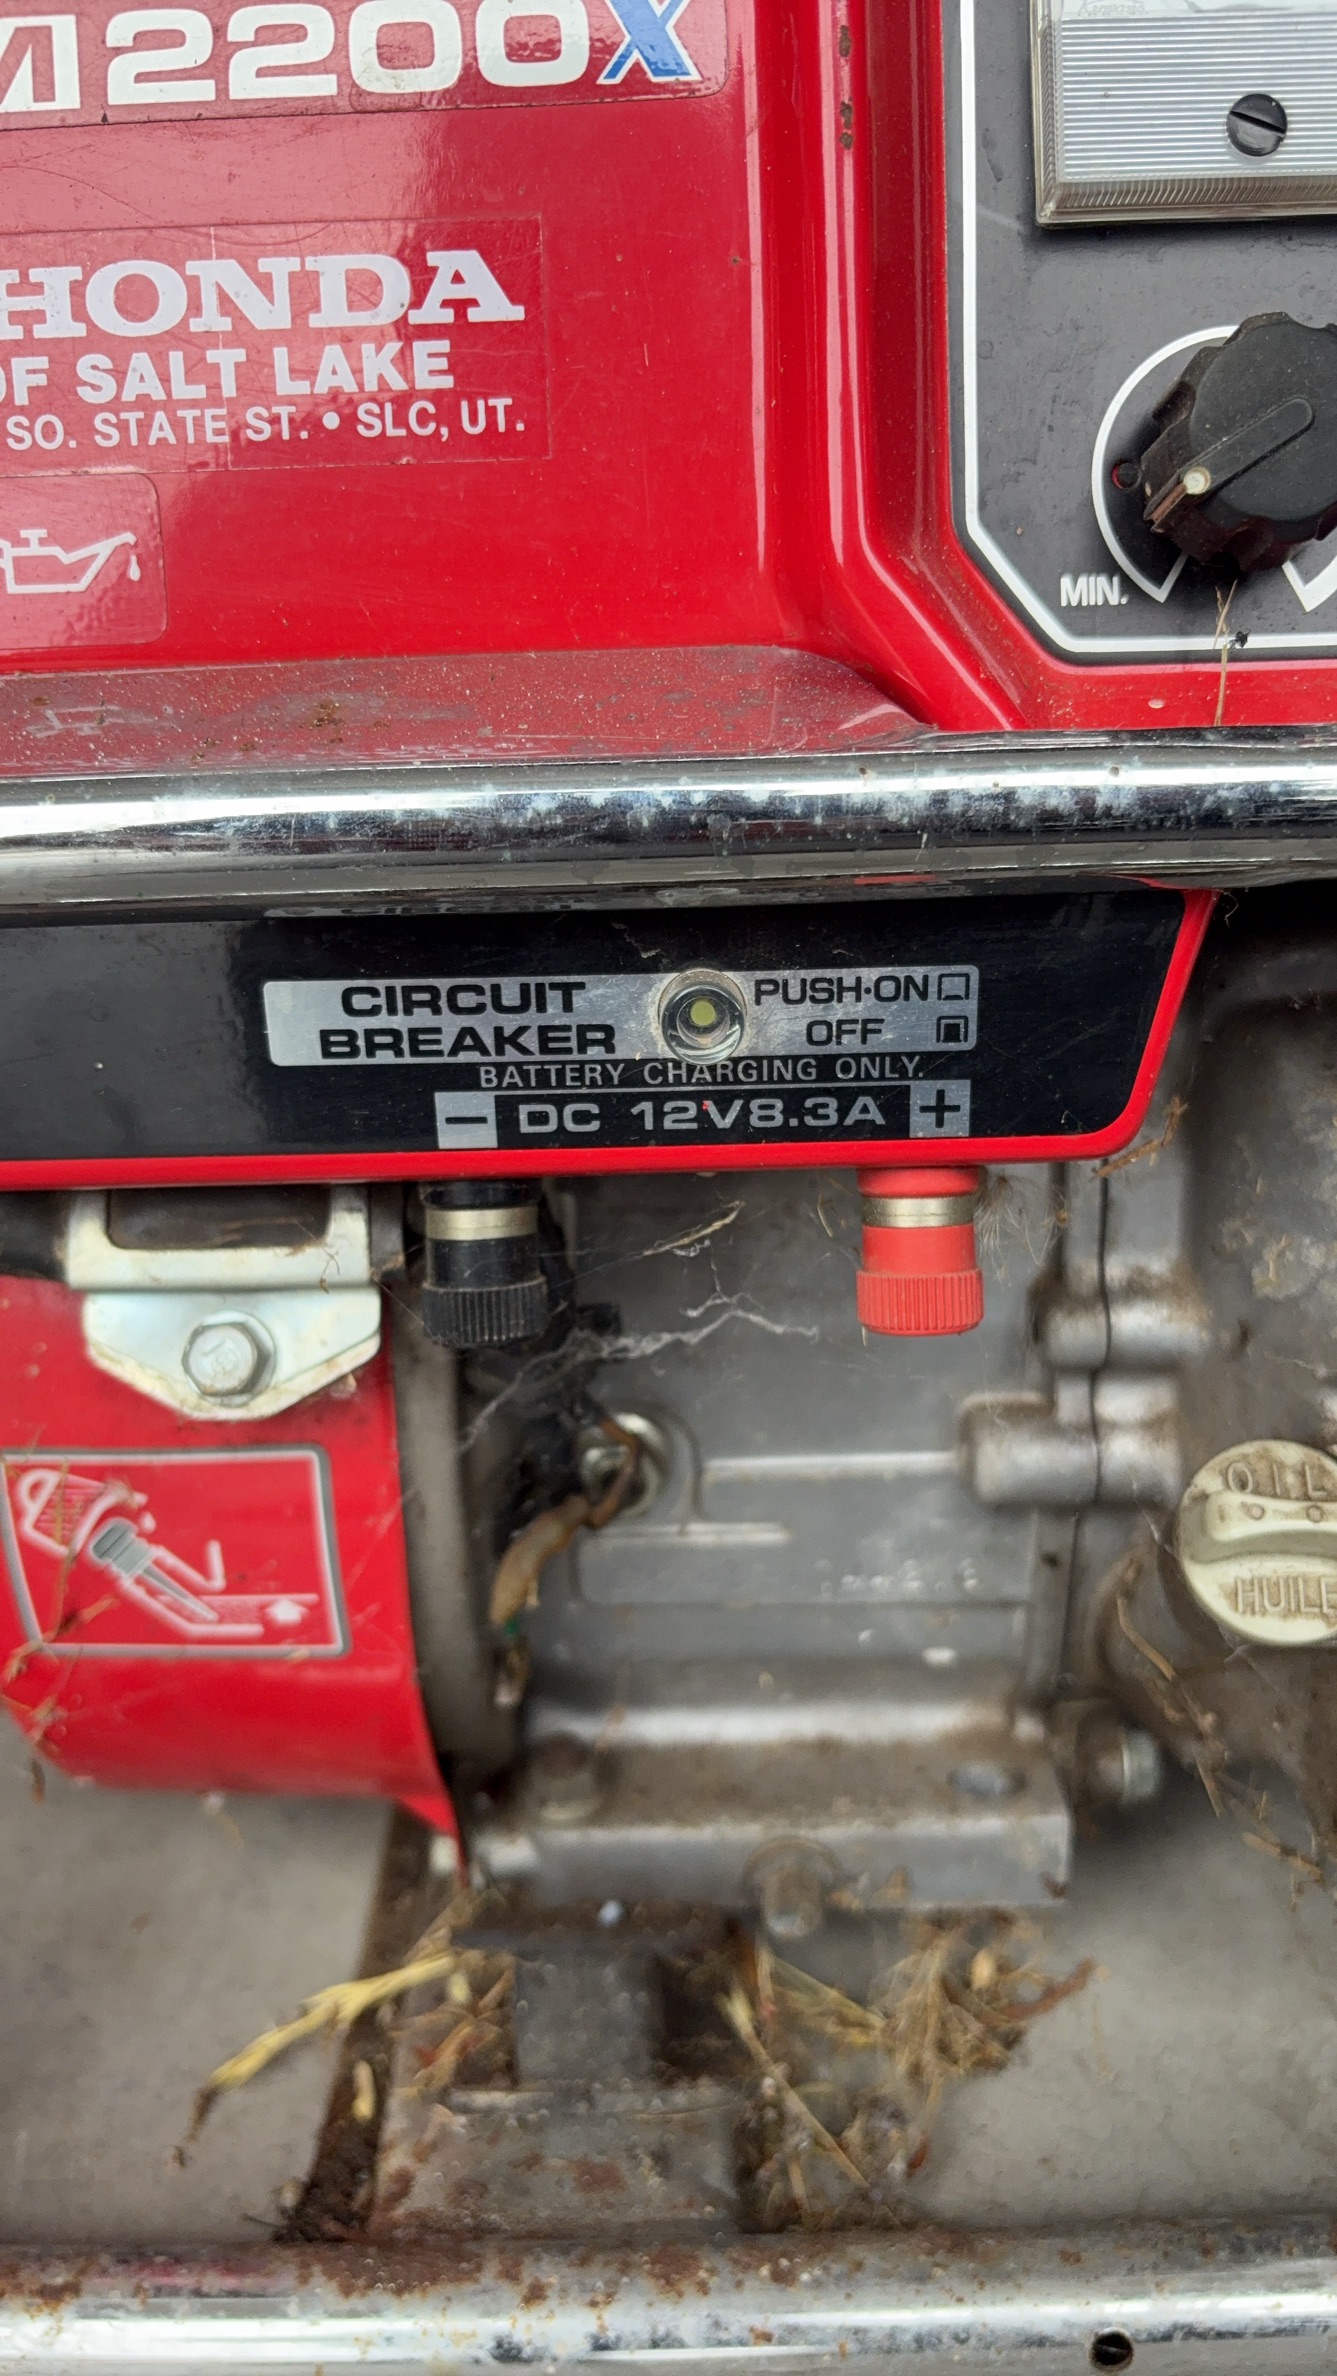 M2200X
HONDA
OF SALT LAKE
SO. STATE ST. • SLC, UT.
MIN.
CIRCUIT
BREAKER
PUSH•ON
OFF
BATTERY CHARGING ONLY.
− DC 12V8.3A +
OIL
HUILE